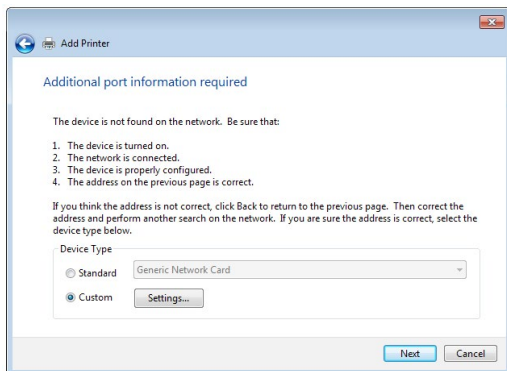 Add Printer
Additional port information required
The device is not found on the network.  Be sure that:
1.  The device is turned on.
2.  The network is connected.
3.  The device is properly configured.
4.  The address on the previous page is correct.
If you think the address is not correct, click Back to return to the previous page.  Then correct the
address and perform another search on the network.  If you are sure the address is correct, select the
device type below.
Device Type
Standard
Generic Network Card
Custom
Settings...
Next
Cancel